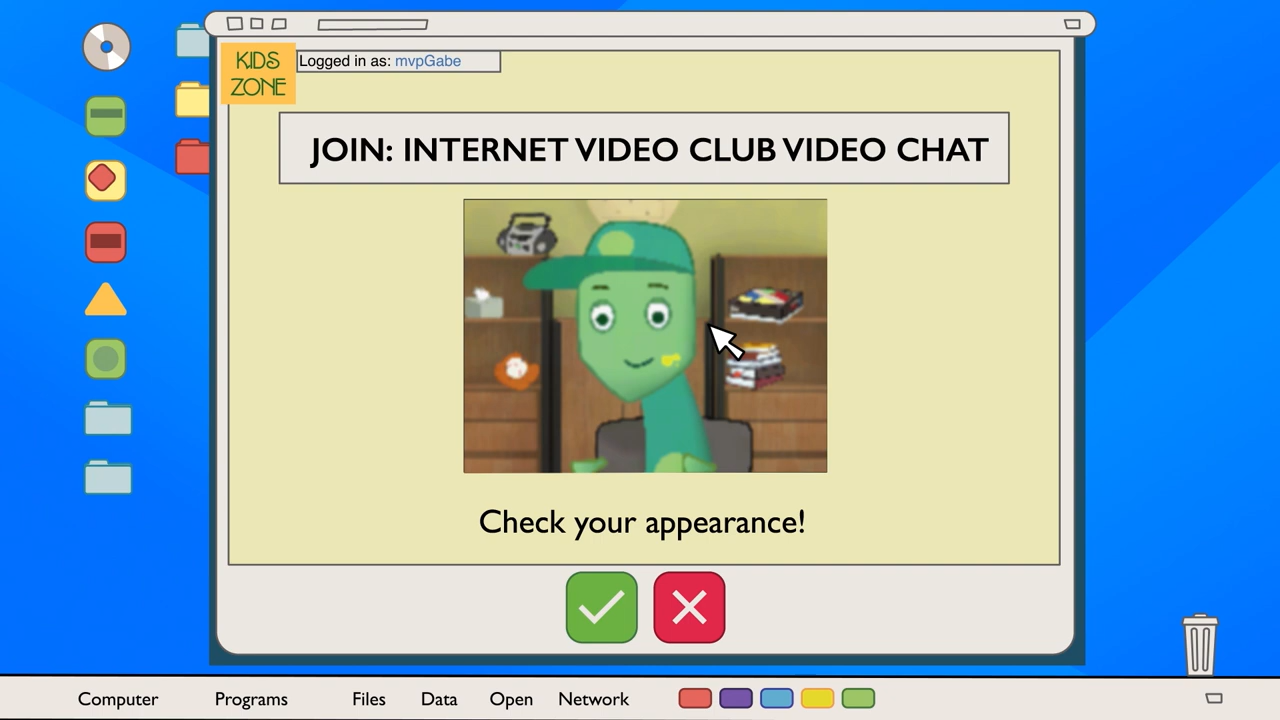 KIDS
ZONE
Logged in as: mvpGabe
JOIN: INTERNET VIDEO CLUB VIDEO CHAT
Check your appearance!
Computer Programs Files Data Open Network